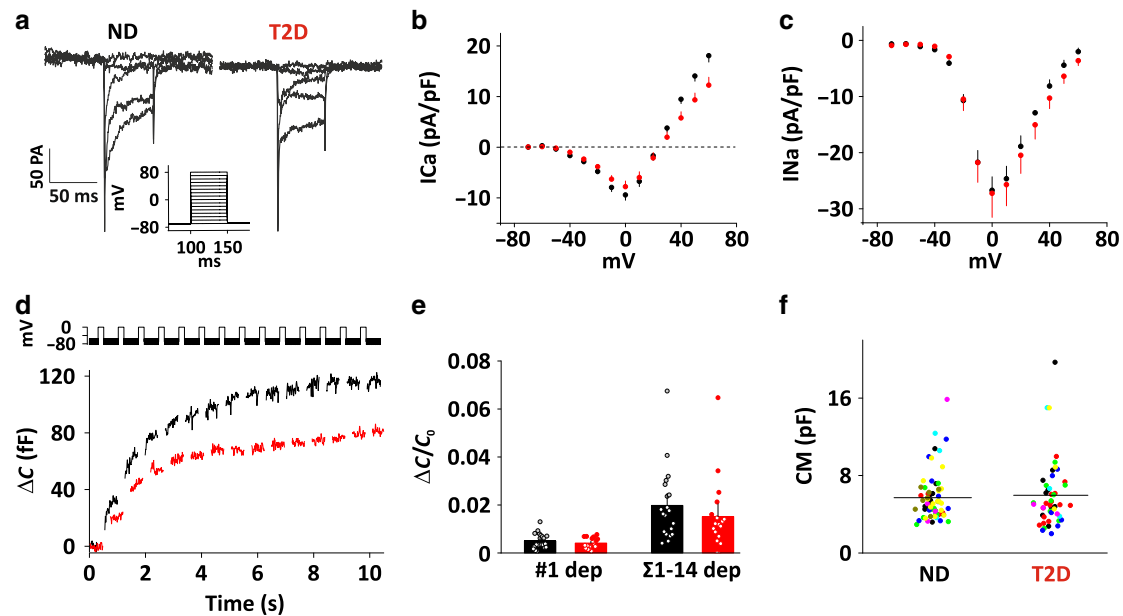 a
ND
T2D
50 PA
50 ms
mV
80
0
−80
100 150
ms
b
ICa (pA/pF)
20
10
0
−10
−80 −40 0 40 80
mV
c
INa (pA/pF)
0
−10
−20
−30
−80 −40 0 40 80
mV
d
mV
0
−80
ΔC (fF)
120
80
40
0
0 2 4 6 8 10
Time (s)
e
ΔC/C0
0.08
0.06
0.04
0.02
0
#1 dep Σ1-14 dep
f
CM (pF)
16
8
0
ND T2D